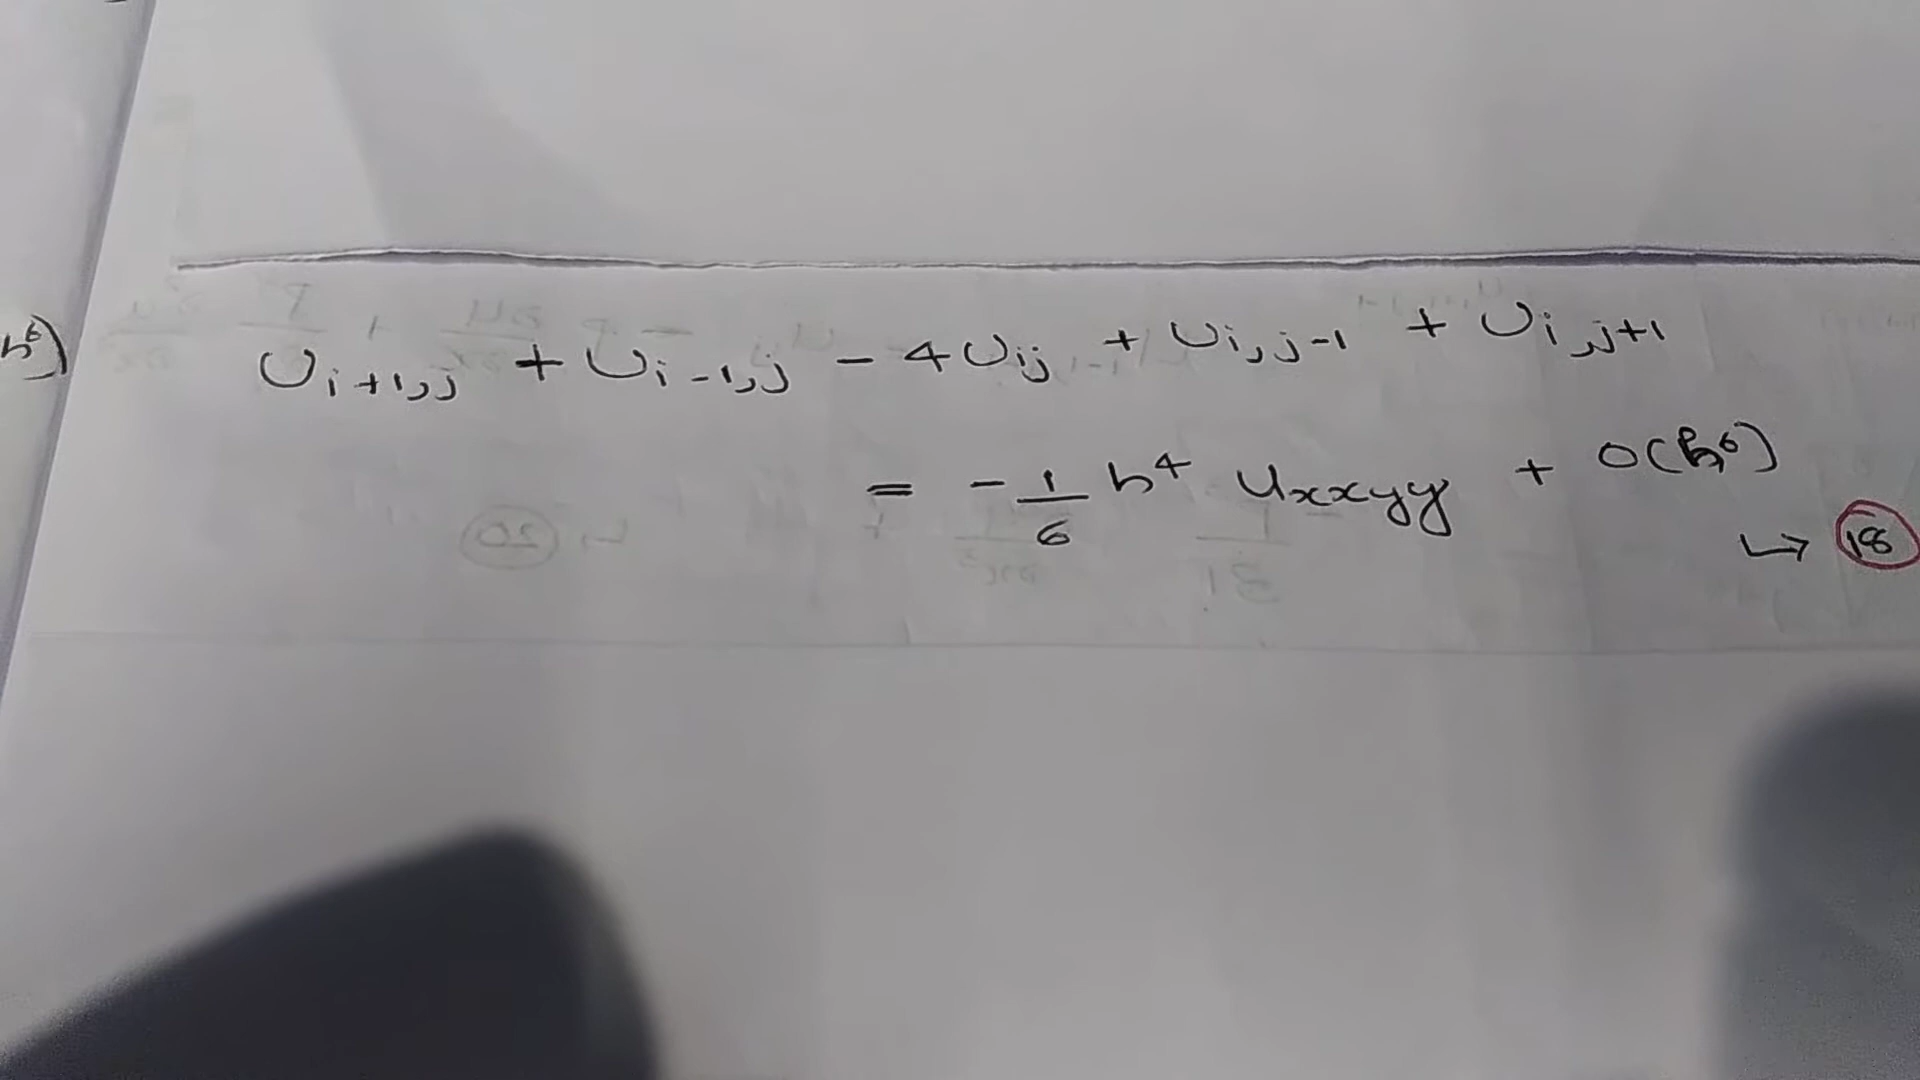 h⁶)
U_{i+1,j} + U_{i-1,j} - 4U_{ij} + U_{i,j-1} + U_{i,j+1}
= -1/6 h⁴ u_{xxyy} + O(h⁶)
↳ 18